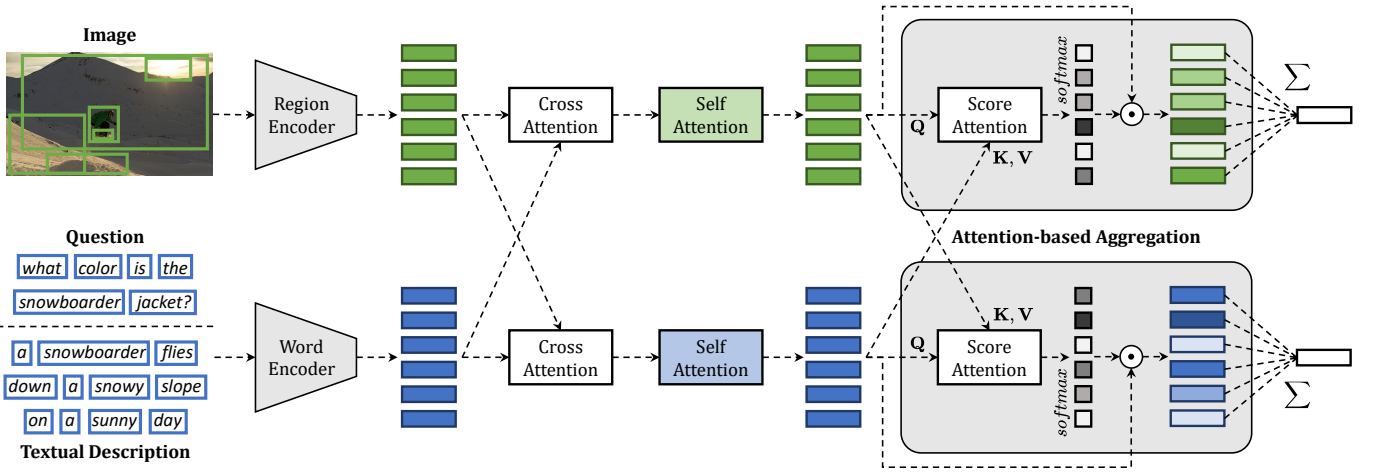 Image
Region
Encoder
Cross
Attention
Self
Attention
Q
Score
Attention
K, V
softmax
∑
Question
what color is the
snowboarder jacket?
a snowboarder flies
down a snowy slope
on a sunny day
Textual Description
Word
Encoder
Cross
Attention
Self
Attention
Attention-based Aggregation
K, V
Q
Score
Attention
softmax
∑